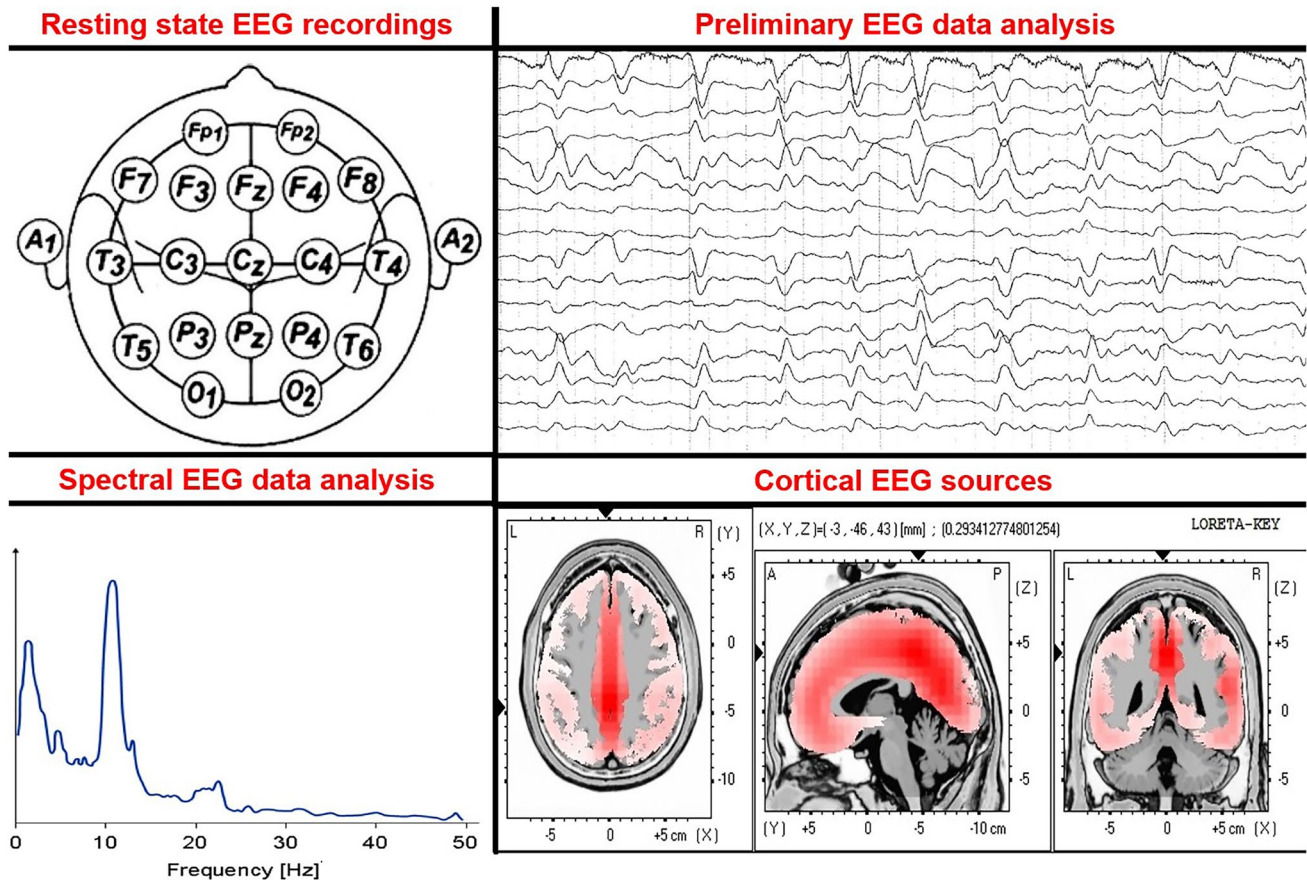 Resting state EEG recordings
Preliminary EEG data analysis
Fp1 Fp2
F7 F3 Fz F4 F8
A1 A2
T3 C3 Cz C4 T4
T5 P3 Pz P4 T6
O1 O2
Spectral EEG data analysis
Cortical EEG sources
0 10 20 30 40 50
Frequency [Hz]
(X,Y,Z)=(-3,-46,43)[mm] ; (0.293412774801254)
LORETA-KEY
L R (Y)
+5
0
-5
-10
-5 0 +5 cm (X)
A P (Z)
+5
0
-5
(Y) +5 0 -5 -10 cm
L R (Z)
+5
0
-5
-5 0 +5 cm (X)